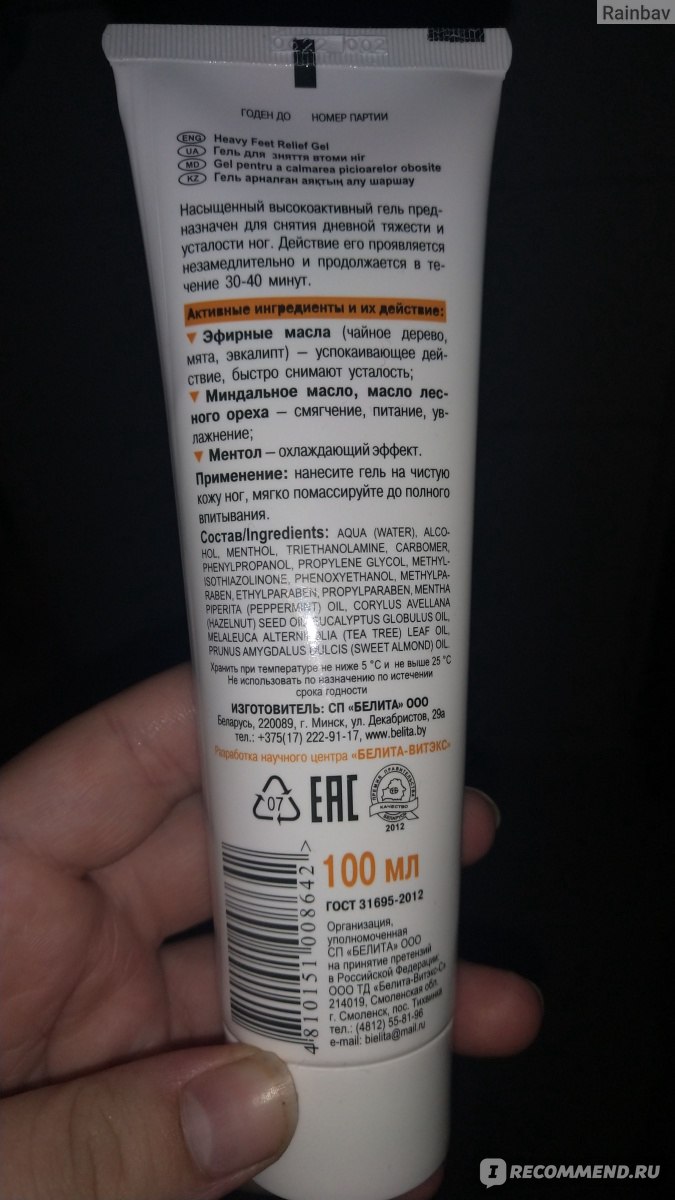 Rainbav
0622 002
ГОДЕН ДО НОМЕР ПАРТИИ
ENG Heavy Feet Relief Gel
UA Гель для зняття втоми ніг
MD Gel pentru a calmarea picioarelor obosite
KZ Гель арналған аяқтың алу шаршау
Насыщенный высокоактивный гель пред-
назначен для снятия дневной тяжести и
усталости ног. Действие его проявляется
незамедлительно и продолжается в те-
чение 30-40 минут.
Активные ингредиенты и их действие:
▼ Эфирные масла (чайное дерево,
мята, эвкалипт) – успокаивающее дей-
ствие, быстро снимают усталость;
▼ Миндальное масло, масло лес-
ного ореха – смягчение, питание, ув-
лажнение;
▼ Ментол – охлаждающий эффект.
Применение: нанесите гель на чистую
кожу ног, мягко помассируйте до полного
впитывания.
Состав/Ingredients: AQUA (WATER), ALCO-
HOL, MENTHOL, TRIETHANOLAMINE, CARBOMER,
PHENYLPROPANOL, PROPYLENE GLYCOL, METHYL-
ISOTHIAZOLINONE, PHENOXYETHANOL, METHYLPA-
RABEN, ETHYLPARABEN, PROPYLPARABEN, MENTHA
PIPERITA (PEPPERMINT) OIL, CORYLUS AVELLANA
(HAZELNUT) SEED OIL, EUCALYPTUS GLOBULUS OIL,
MELALEUCA ALTERNIFOLIA (TEA TREE) LEAF OIL,
PRUNUS AMYGDALUS DULCIS (SWEET ALMOND) OIL.
Хранить при температуре не ниже 5 °C и не выше 25 °C
Не использовать по назначению по истечении
срока годности
ИЗГОТОВИТЕЛЬ: СП «БЕЛИТА» ООО
Беларусь, 220089, г. Минск, ул. Декабристов, 29а
тел.: +375(17) 222-91-17, www.belita.by
Разработка научного центра «БЕЛИТА-ВИТЭКС»
07 EAC
ПРЕМИЯ ПРАВИТЕЛЬСТВА
КАЧЕСТВО
БЕЛАРУСЬ
2012
100 МЛ
ГОСТ 31695-2012
Организация,
уполномоченная
СП «БЕЛИТА» ООО
на принятие претензий
в Российской Федерации:
ООО ТД «Белита-Витэкс-С»
214019, Смоленская обл.
г. Смоленск, пос. Тихвинка
тел.: (4812) 55-81-96
e-mail: bielita@mail.ru
4 810151 008642 >
IRECOMMEND.RU